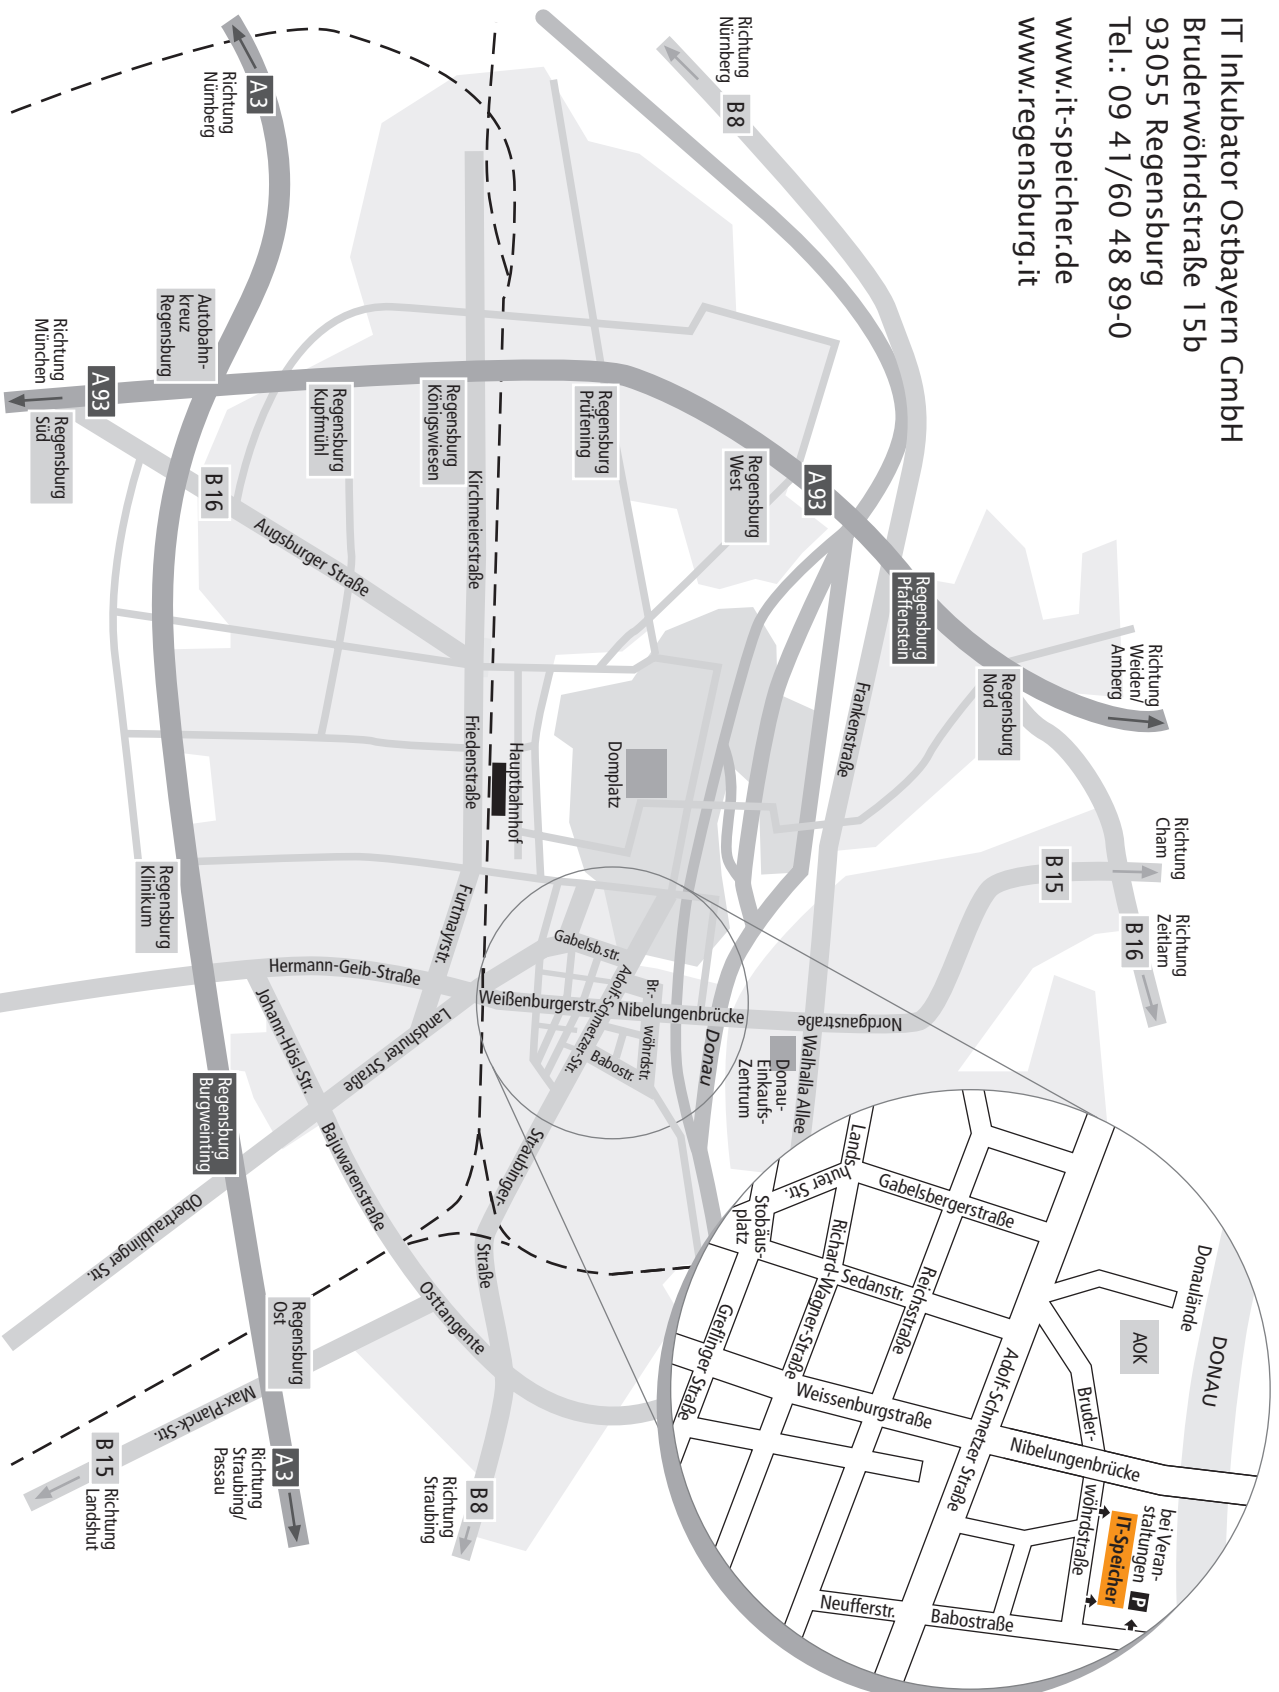 IT Inkubator Ostbayern GmbH
Bruderwöhrdstraße 15b
93055 Regensburg
Tel.: 09 41/60 48 89-0
www.it-speicher.de
www.regensburg.it
Richtung
Nürnberg
B8
A3
Richtung
Nürnberg
Autobahn-
kreuz
Regensburg
Richtung
München
A93
Regensburg
Süd
B16
Regensburg
Kupfmühl
Regensburg
Königswiesen
Regensburg
Prüfening
Regensburg
West
A93
Regensburg
Pfaffenstein
Regensburg
Nord
Richtung
Weiden/
Amberg
Richtung
Cham
B15
Richtung
Zeitlarn
B16
Kirchmeierstraße
Augsburger Straße
Friedenstraße
Hauptbahnhof
Domplatz
Frankenstraße
Regensburg
Klinikum
Furtmayrstr.
Hermann-Geib-Straße
Johann-Hösl-Str.
Landshuter Straße
Gabelsb.str.
Weißenburgerstr.
Adolf-Schmetzer-Str.
Br.-
wöhrdstr.
Nibelungenbrücke
Babostr.
Donau
Nordgaustraße
Walhalla Allee
Donau-
Einkaufs-
Zentrum
Regensburg
Burgweinting
Bajuwarenstraße
Obertraublinger Str.
Straubinger-
Straße
Osttangente
Regensburg
Ost
Max-Planck-Str.
B15
Richtung
Landshut
A3
Richtung
Straubing/
Passau
B8
Richtung
Straubing
Donaulände
DONAU
AOK
Lands
huter Str.
Gabelsbergerstraße
Stobäus-
platz
Richard-Wagner-Straße
Sedanstr.
Reichsstraße
Greflinger Straße
Weissenburgstraße
Adolf-Schmetzer Straße
Bruder-
wöhrdstraße
Nibelungenbrücke
bei Veran-
staltungen
P
IT-Speicher
Neufferstr.
Babostraße